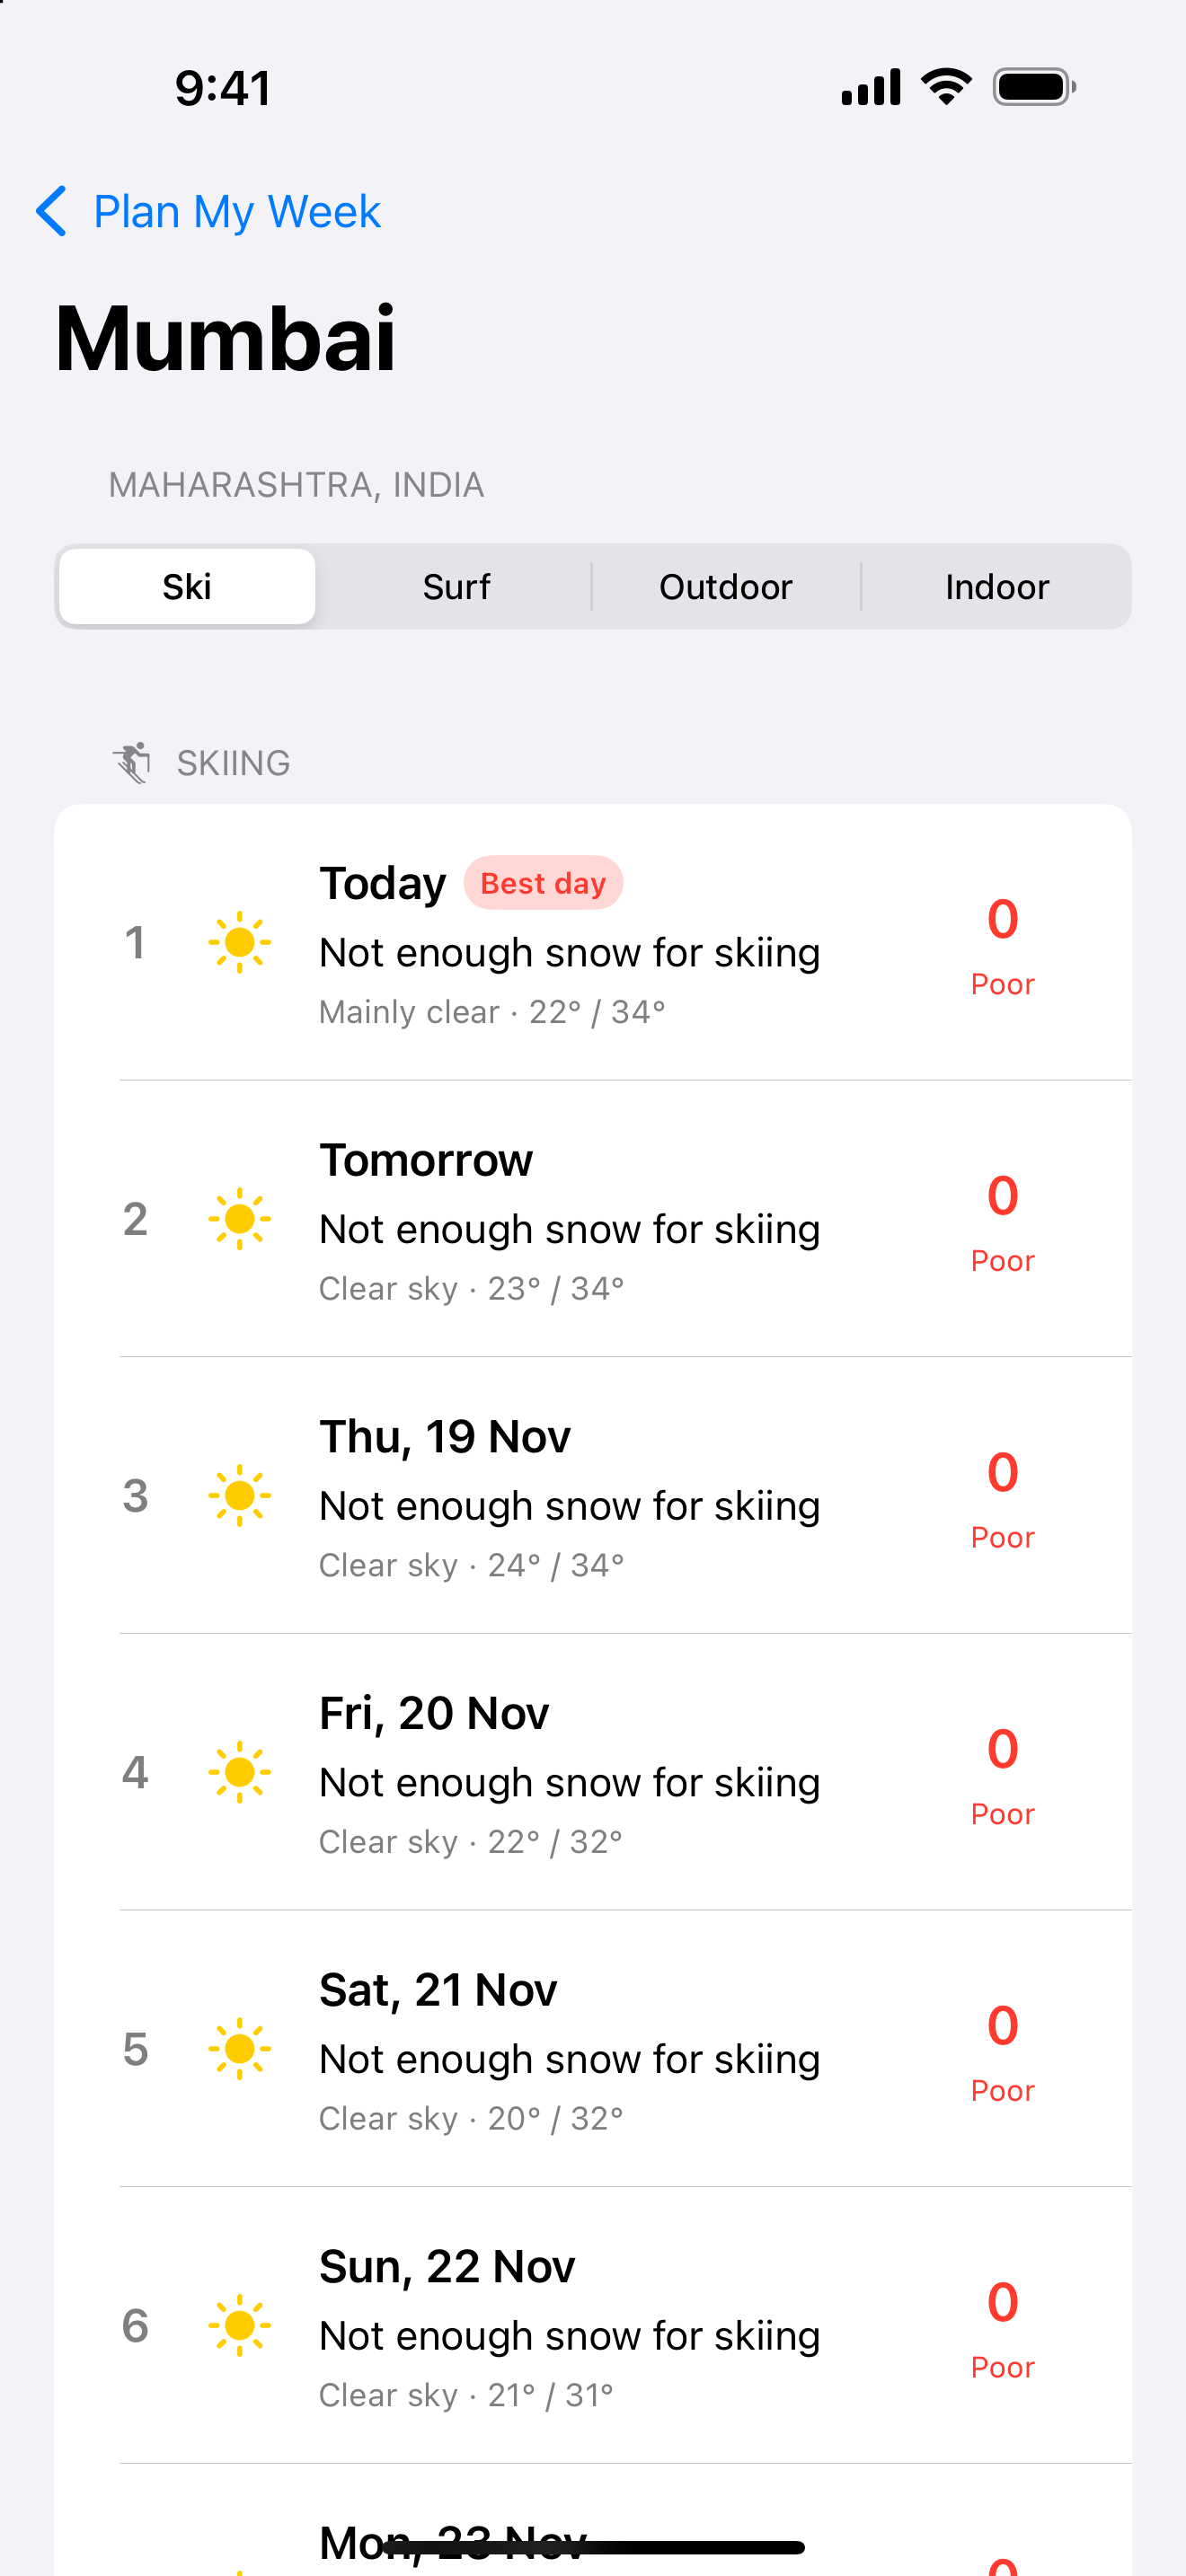 9:41
Plan My Week
Mumbai
MAHARASHTRA, INDIA
Ski Surf Outdoor Indoor
SKIING
1
Today Best day
Not enough snow for skiing
Mainly clear · 22° / 34°
0
Poor
2
Tomorrow
Not enough snow for skiing
Clear sky · 23° / 34°
0
Poor
3
Thu, 19 Nov
Not enough snow for skiing
Clear sky · 24° / 34°
0
Poor
4
Fri, 20 Nov
Not enough snow for skiing
Clear sky · 22° / 32°
0
Poor
5
Sat, 21 Nov
Not enough snow for skiing
Clear sky · 20° / 32°
0
Poor
6
Sun, 22 Nov
Not enough snow for skiing
Clear sky · 21° / 31°
0
Poor
Mon, 23 Nov
0